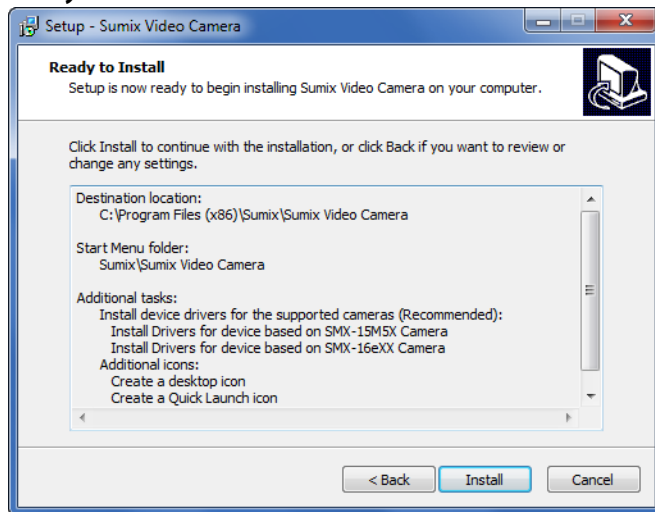 Setup - Sumix Video Camera
Ready to Install
Setup is now ready to begin installing Sumix Video Camera on your computer.
Click Install to continue with the installation, or click Back if you want to review or
change any settings.
Destination location:
C:\Program Files (x86)\Sumix\Sumix Video Camera
Start Menu folder:
Sumix\Sumix Video Camera
Additional tasks:
Install device drivers for the supported cameras (Recommended):
Install Drivers for device based on SMX-15M5X Camera
Install Drivers for device based on SMX-16eXX Camera
Additional icons:
Create a desktop icon
Create a Quick Launch icon
< Back Install Cancel